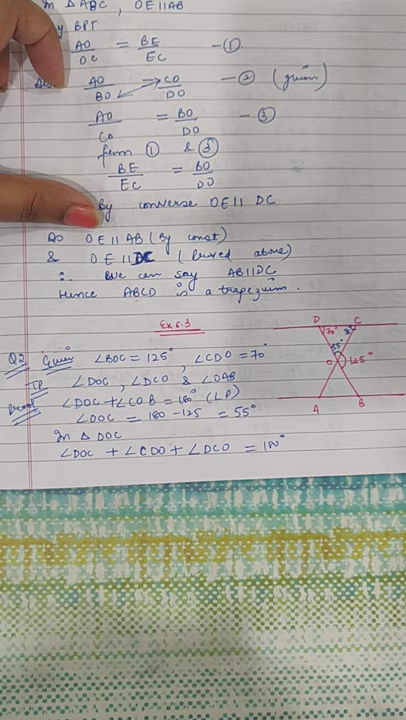 In △ABC, OE||AB
By BPT
AO/OC = BE/EC —①
AO/BO = CO/DO —② (given)
AO/CO = BO/DO —③
from ① & ③
BE/EC = BO/DO
By converse OE|| DC
As OE||AB (By const)
& OE ||DC (Proved above)
∴ We can say AB||DC
Hence ABCD is a trapezium.
Ex 6.3
Q2 Given ∠BOC = 125°, ∠CDO = 70°
TP ∠DOC, ∠DCO & ∠OAB
Proof ∠DOC + ∠COB = 180° (LP)
∠DOC = 180 - 125 = 55°
In △ DOC
∠DOC + ∠CDO + ∠DCO = 180°
D C
70°
55°
O 125°
A B